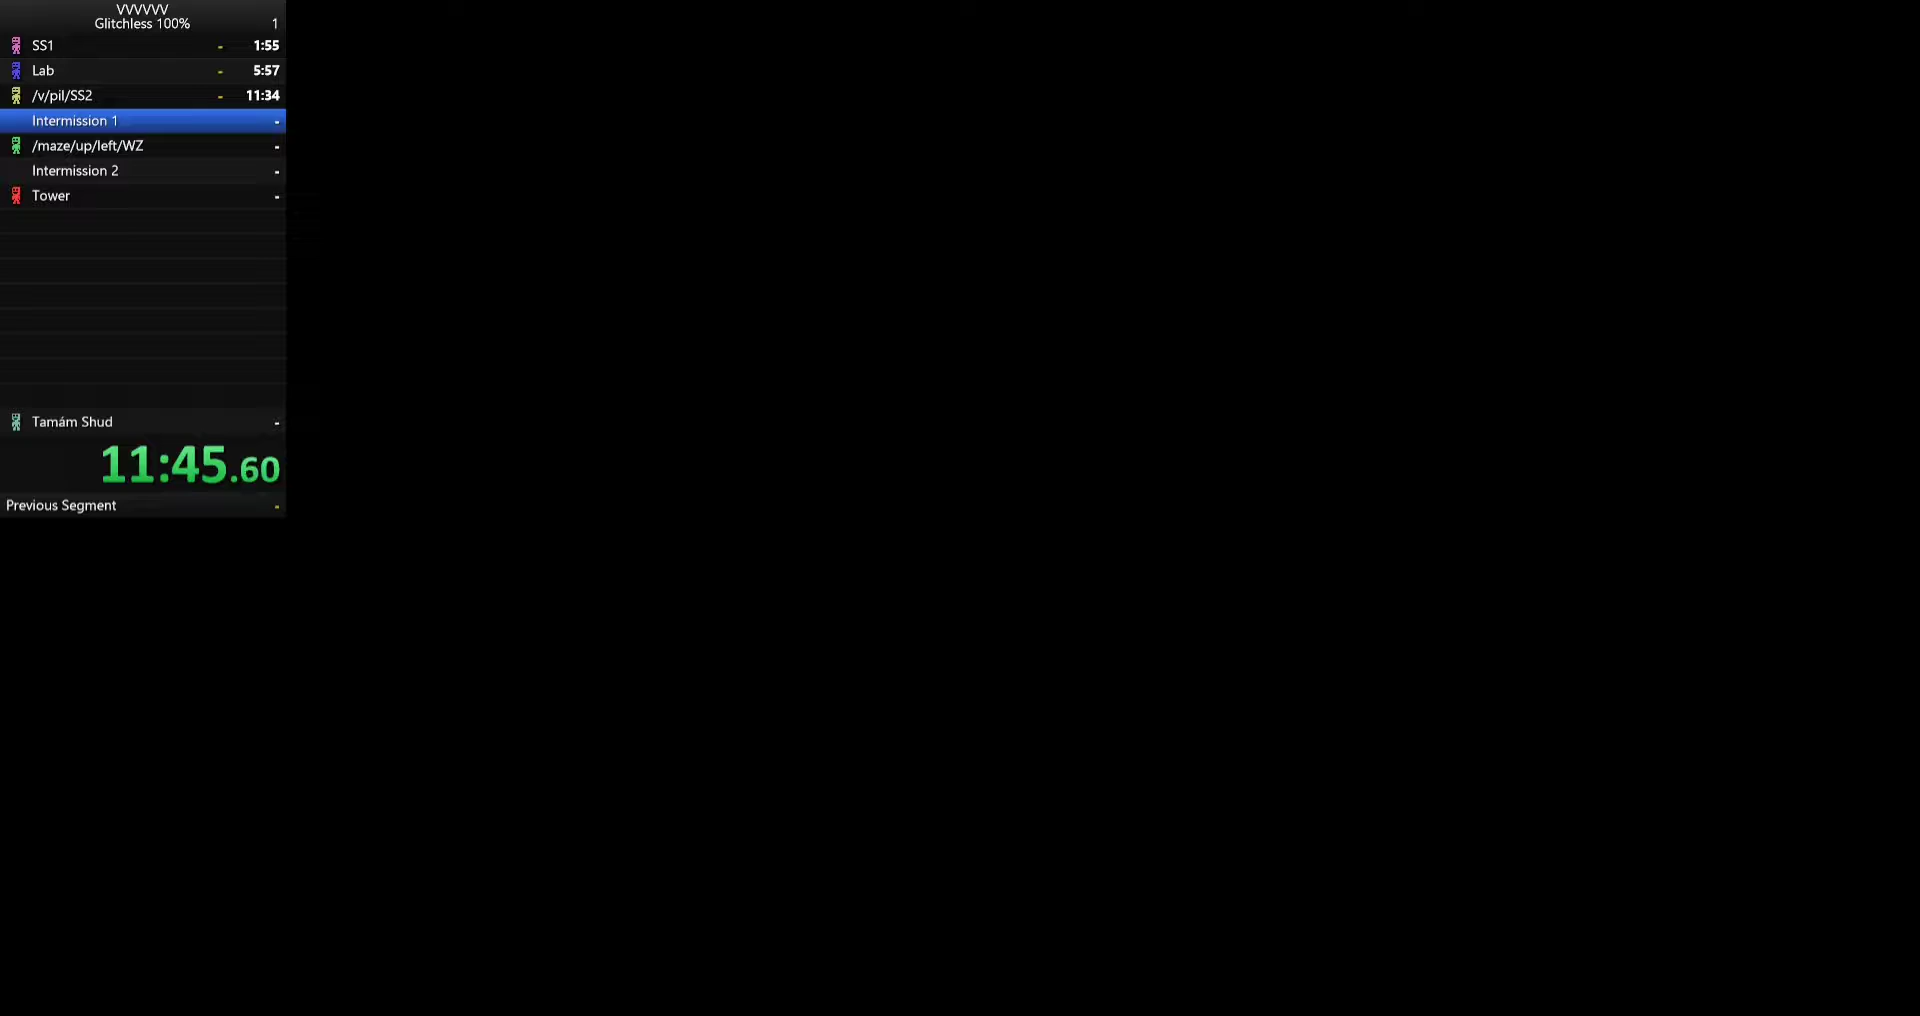 VVVVVV
Glitchless 100% 1
SS1 - 1:55
Lab - 5:57
/v/pil/SS2 - 11:34
Intermission 1 -
/maze/up/left/WZ -
Intermission 2 -
Tower -
Tamám Shud -
11:45.60
Previous Segment -